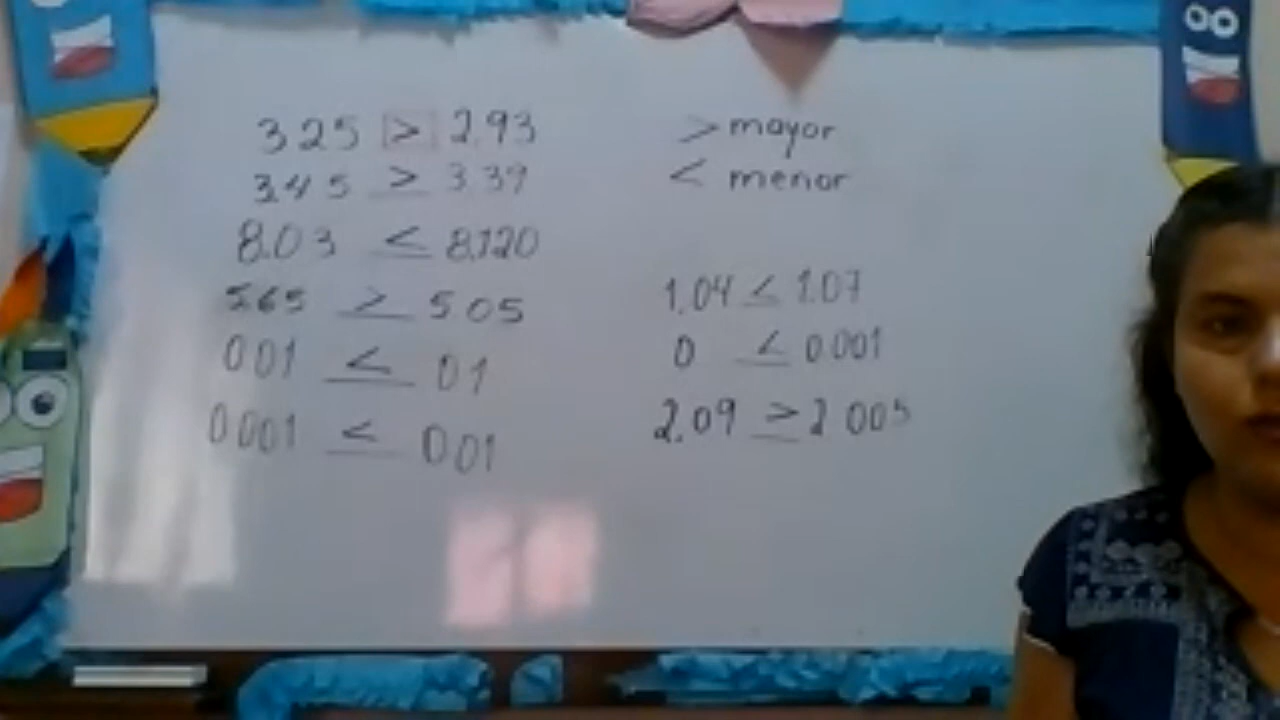 3.25 > 2.93
3.45 > 3.39
8.03 < 8.120
5.65 > 5.05
0.01 < 0.1
0.001 < 0.01
> mayor
< menor
1.04 < 1.07
0 < 0.001
2.09 > 2.005
8